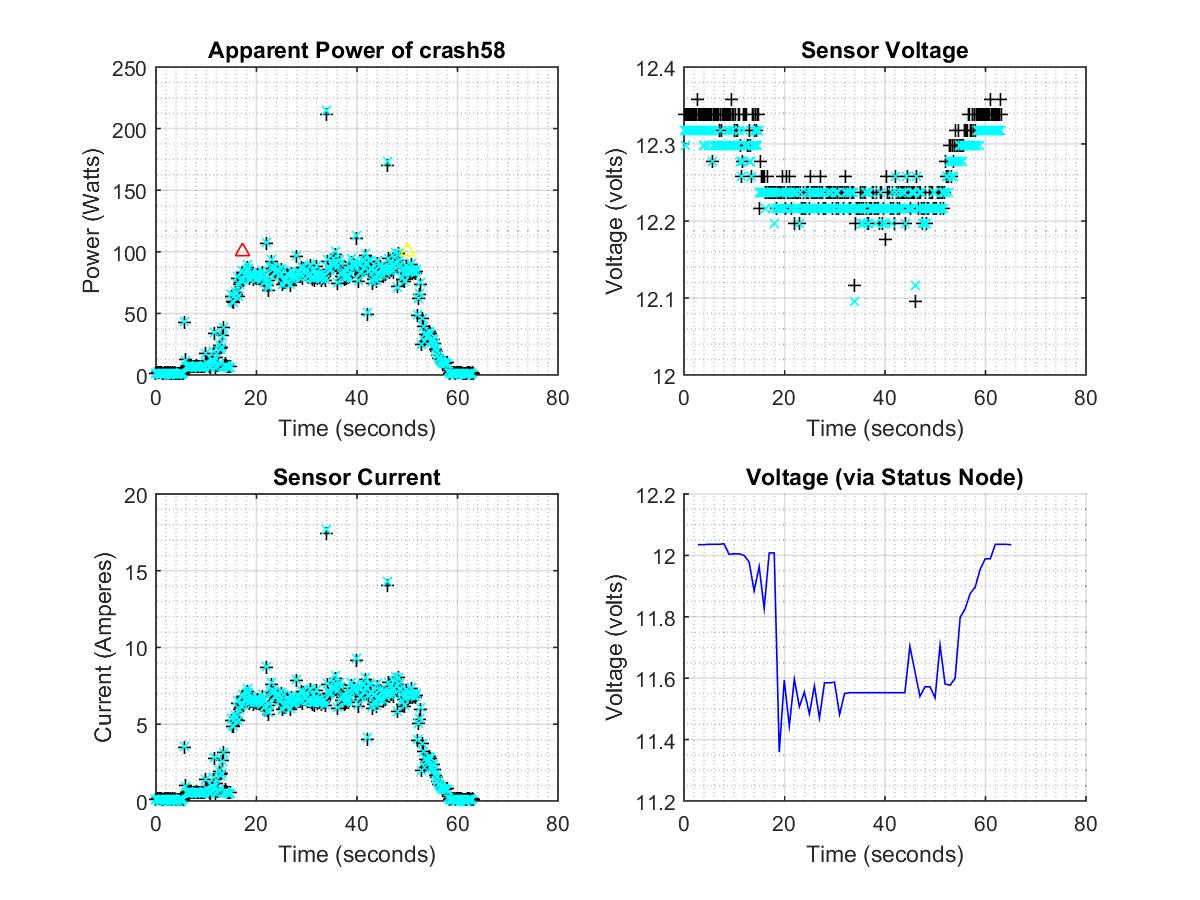 Apparent Power of crash58
250
200
150
100
50
0
Power (Watts)
0 20 40 60 80
Time (seconds)
Sensor Voltage
12.4
12.3
12.2
12.1
12
Voltage (volts)
0 20 40 60 80
Time (seconds)
Sensor Current
20
15
10
5
0
Current (Amperes)
0 20 40 60 80
Time (seconds)
Voltage (via Status Node)
12.2
12
11.8
11.6
11.4
11.2
Voltage (volts)
0 20 40 60 80
Time (seconds)